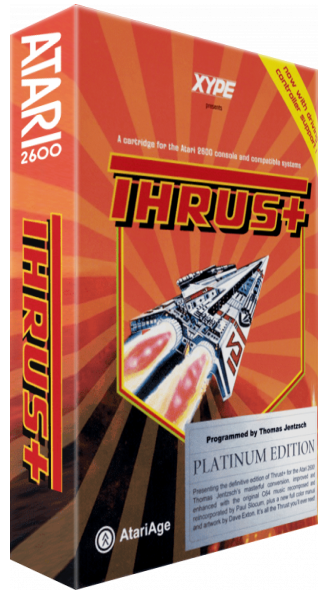 ATARI
2600
THRUS+
XYPE
presents
now with driving
controller support!
A cartridge for the Atari 2600 console and compatible systems
THRUS+
Programmed by Thomas Jentzsch
PLATINUM EDITION
Presenting the definitive edition of Thrust+ for the Atari 2600
Thomas Jentzsch's masterful conversion, improved and
enhanced with the original C64 music recomposed and
reincorporated by Paul Slocum, plus a new full color manual
and artwork by Dave Exton. It's all the Thrust you'll ever need!
AtariAge